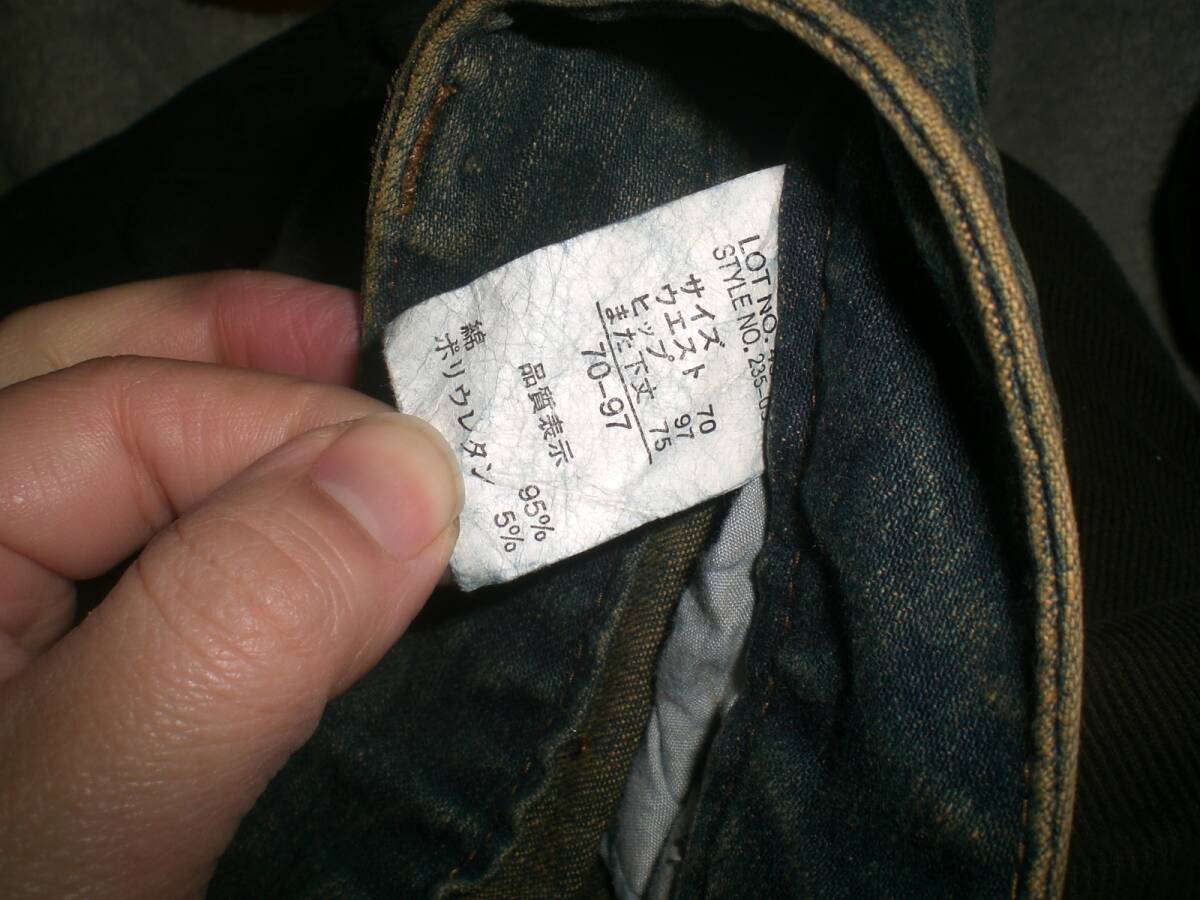 LOT NO.
STYLE NO. 235-0
サイズ
ウエスト 70
ヒップ 97
また下丈 75
70-97
品質表示
綿 95%
ポリウレタン 5%